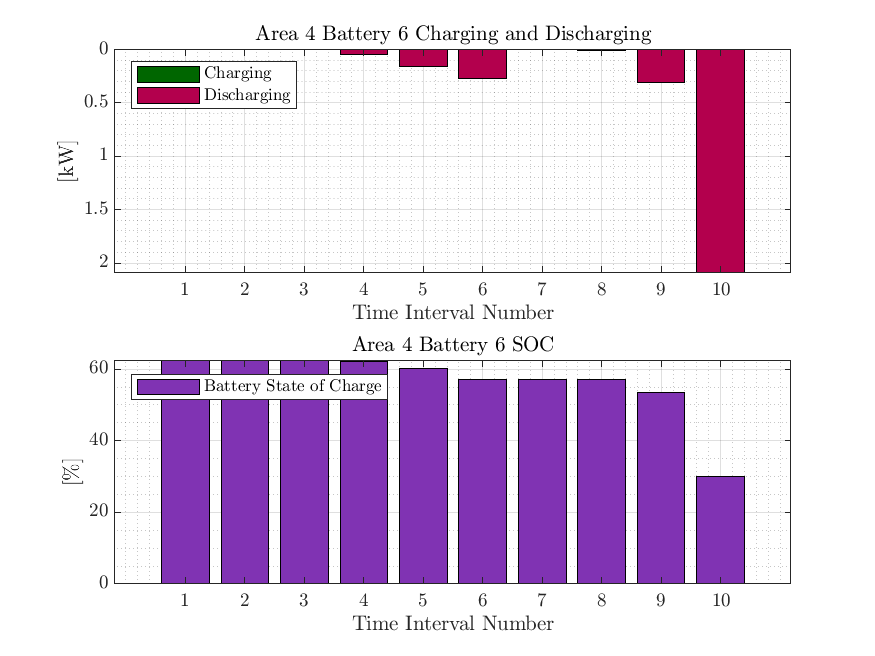 Area 4 Battery 6 Charging and Discharging
0
0.5
1
1.5
2
[kW]
Charging
Discharging
1 2 3 4 5 6 7 8 9 10
Time Interval Number
Area 4 Battery 6 SOC
60
40
20
0
[%]
Battery State of Charge
1 2 3 4 5 6 7 8 9 10
Time Interval Number